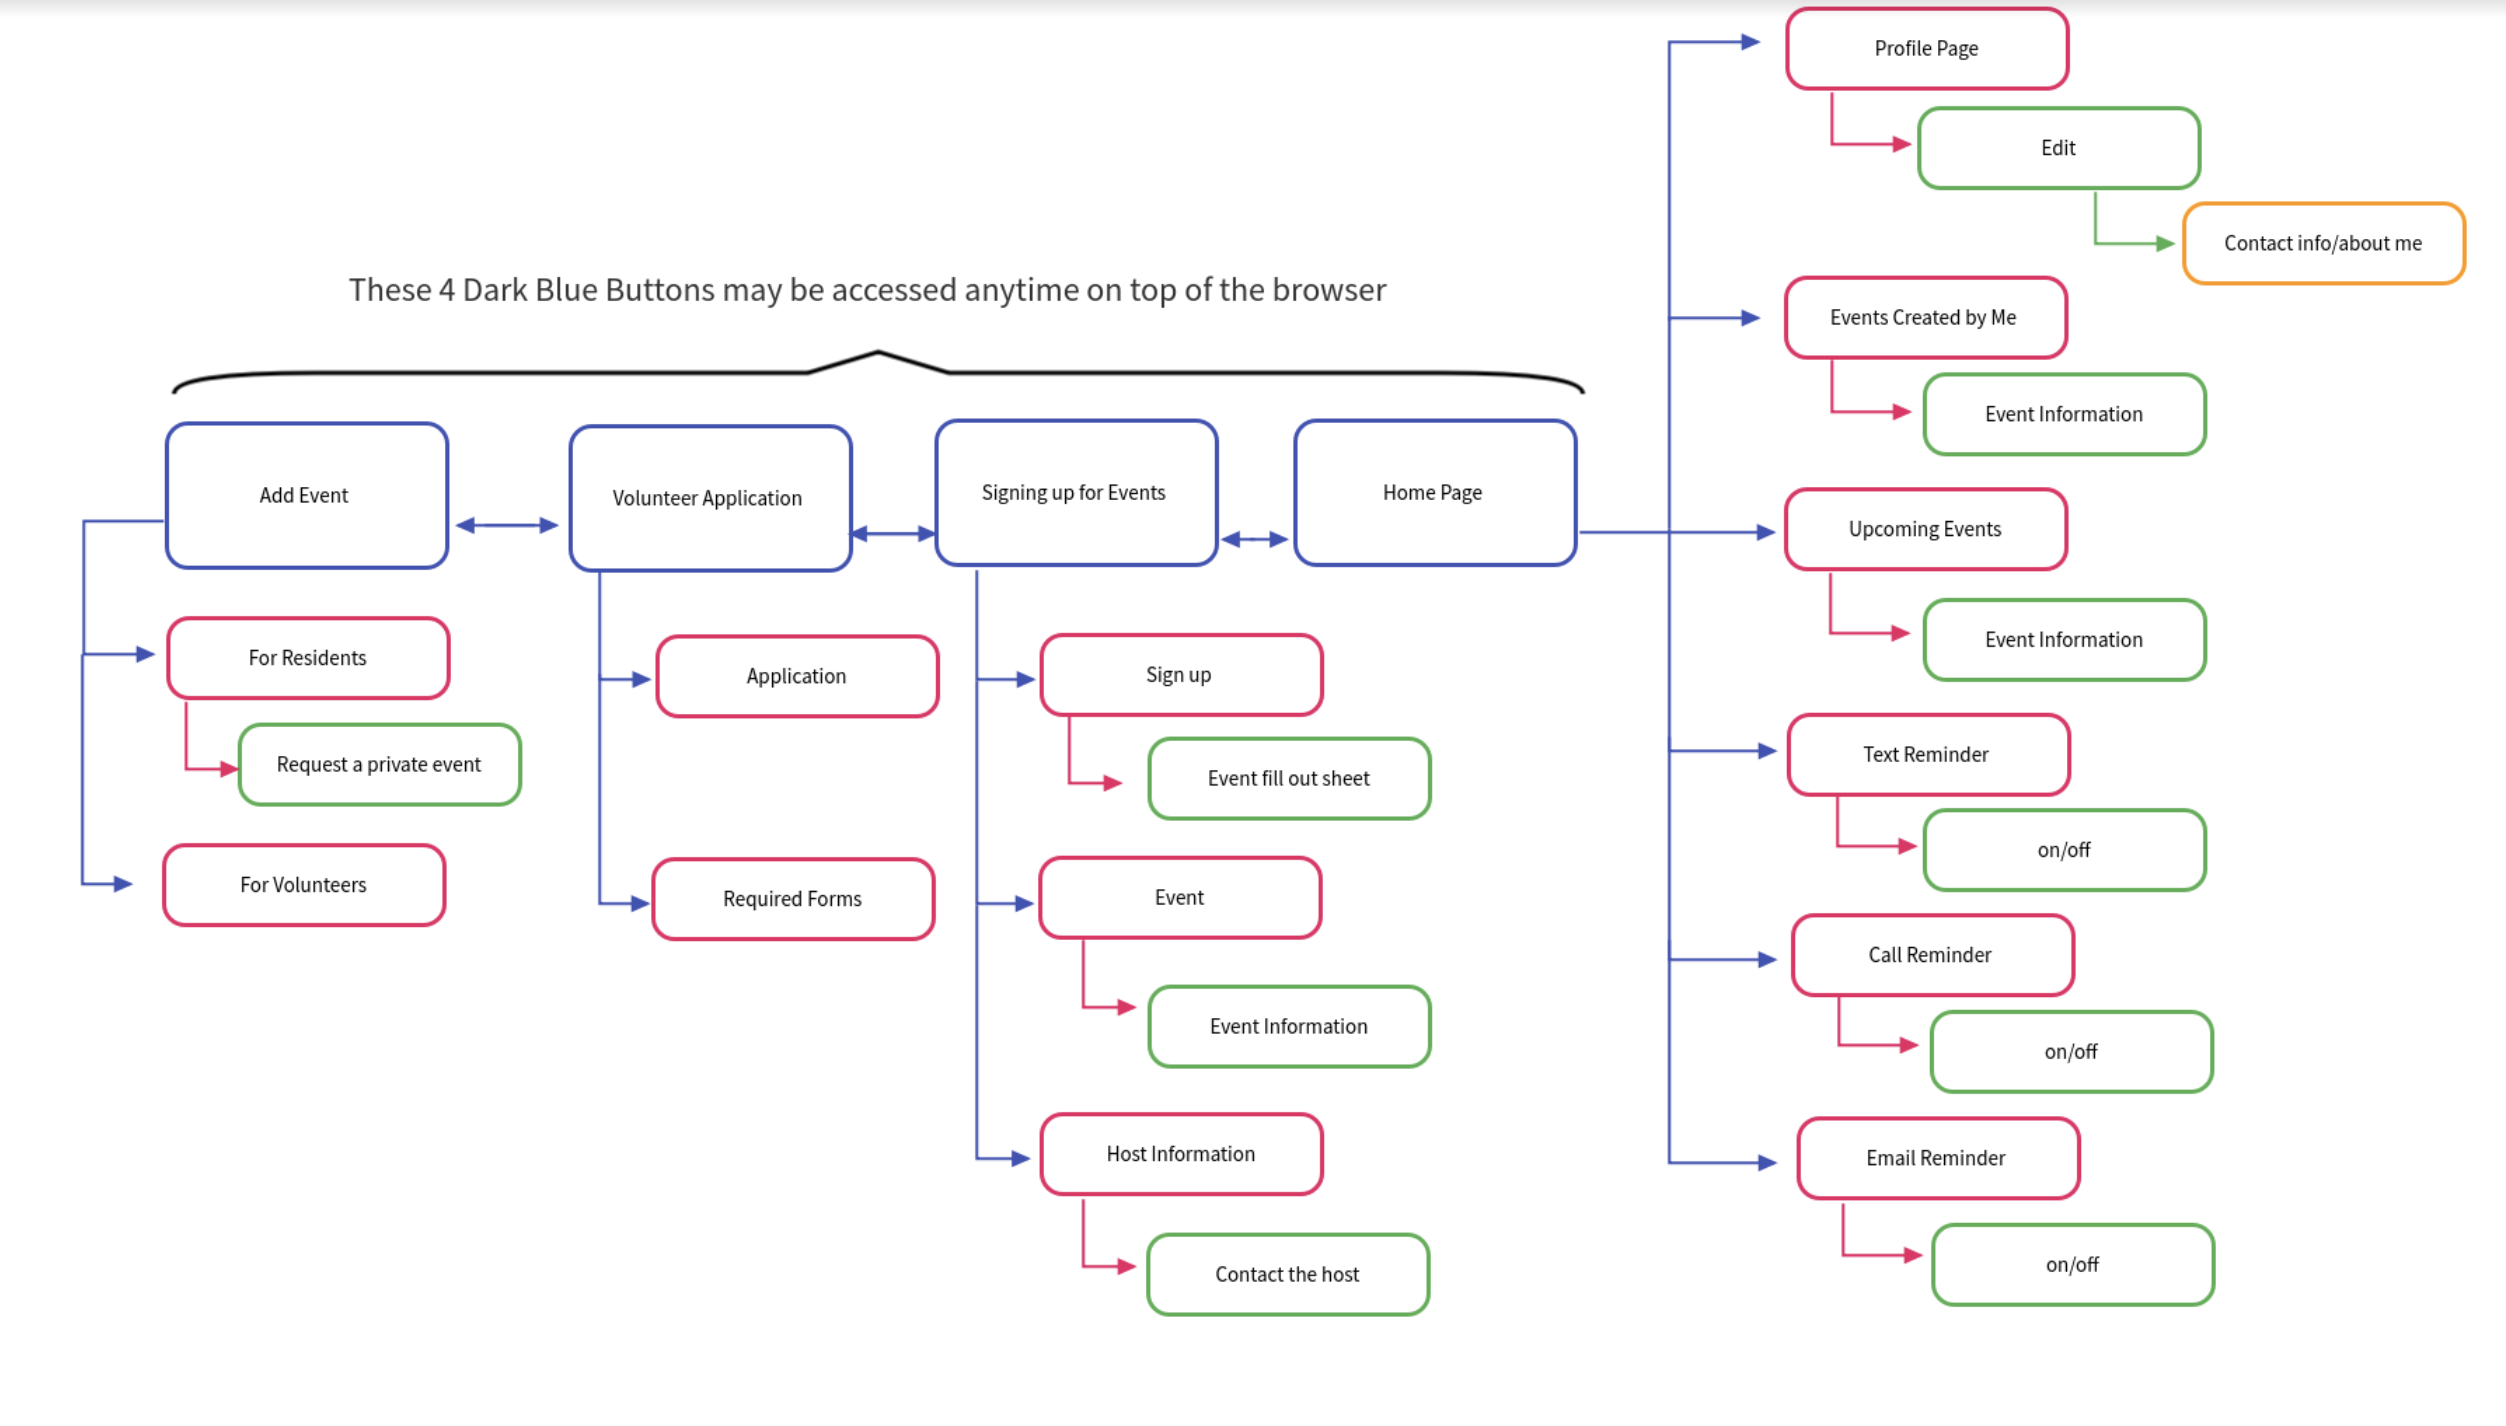 These 4 Dark Blue Buttons may be accessed anytime on top of the browser
Add Event
For Residents
Request a private event
For Volunteers
Volunteer Application
Application
Required Forms
Signing up for Events
Sign up
Event fill out sheet
Event
Event Information
Host Information
Contact the host
Home Page
Profile Page
Edit
Contact info/about me
Events Created by Me
Event Information
Upcoming Events
Event Information
Text Reminder
on/off
Call Reminder
on/off
Email Reminder
on/off